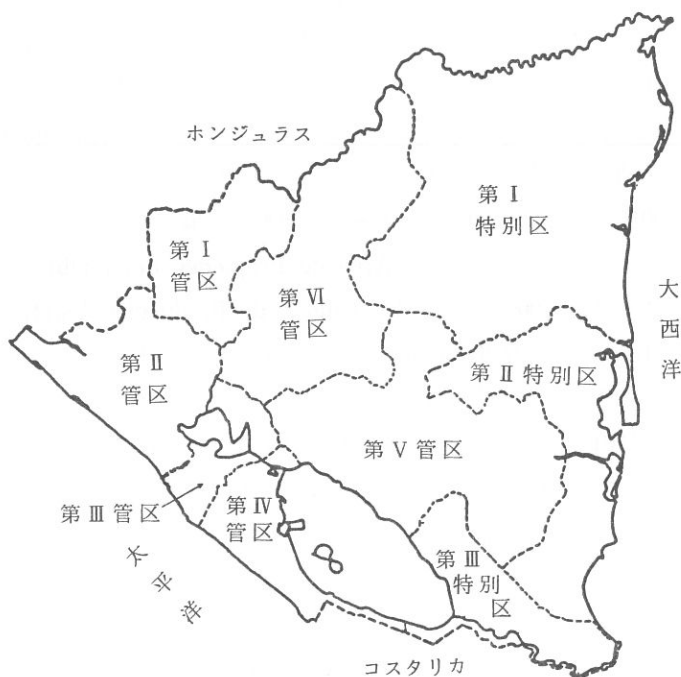 ホンジュラス
第Ⅰ
特別区
第Ⅰ
管区
第Ⅵ
管区
大西洋
第Ⅱ
管区
第Ⅱ特別区
第Ⅴ管区
第Ⅲ管区
第Ⅳ
管区
第Ⅲ
特別
区
太平洋
コスタリカ